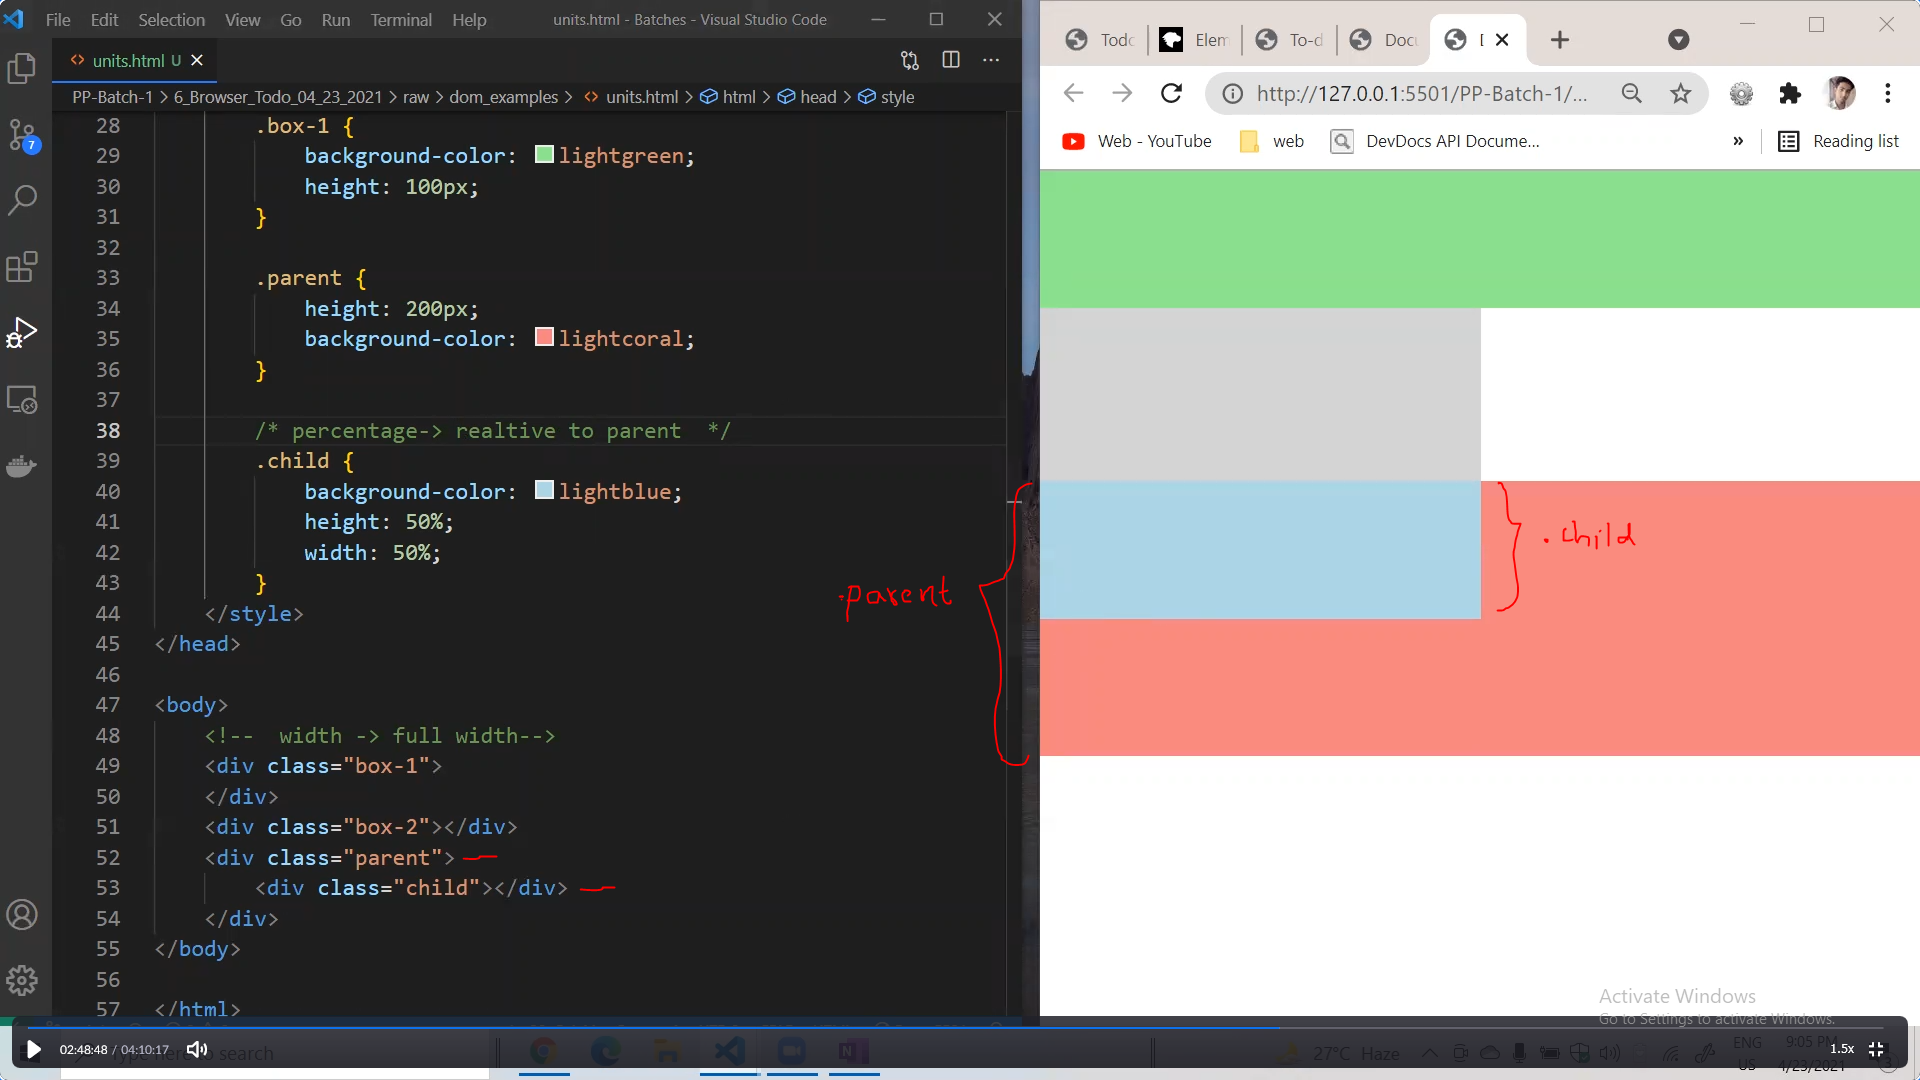 File Edit Selection View Go Run Terminal Help units.html - Batches - Visual Studio Code
units.html U
PP-Batch-1 > 6_Browser_Todo_04_23_2021 > raw > dom_examples > units.html > html > head > style
28 .box-1 {
29 background-color: lightgreen;
30 height: 100px;
31 }
32
33 .parent {
34 height: 200px;
35 background-color: lightcoral;
36 }
37
38 /* percentage-> realtive to parent */
39 .child {
40 background-color: lightblue;
41 height: 50%;
42 width: 50%;
43 }
44 </style>
45 </head>
46
47 <body>
48 <!-- width -> full width-->
49 <div class="box-1">
50 </div>
51 <div class="box-2"></div>
52 <div class="parent">
53 <div class="child"></div>
54 </div>
55 </body>
56
57 </html>
7
.parent
Todo Elem To-d Docu
http://127.0.0.1:5501/PP-Batch-1/...
Web - YouTube web DevDocs API Docume... » Reading list
.child
Activate Windows
Go to Settings to activate Windows.
02:48:48 / 04:10:17 Type here to search 27°C Haze ENG US 9:05 PM 4/23/2021 1.5x